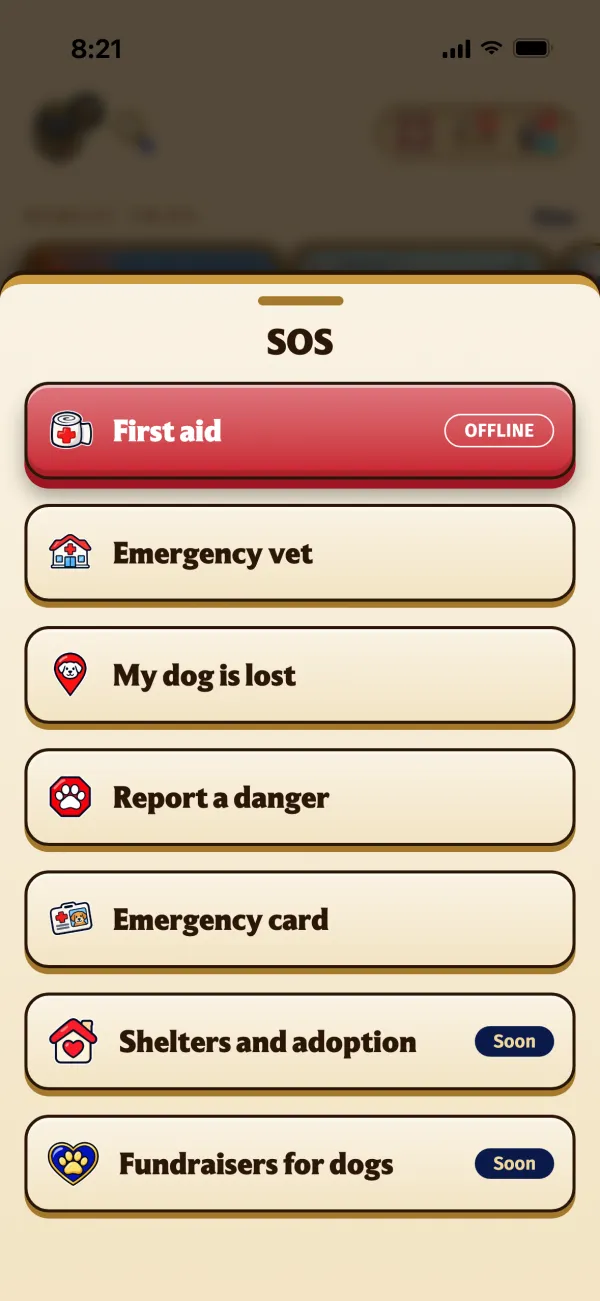 8:21
SOS
First aid
OFFLINE
Emergency vet
My dog is lost
Report a danger
Emergency card
Shelters and adoption
Soon
Fundraisers for dogs
Soon